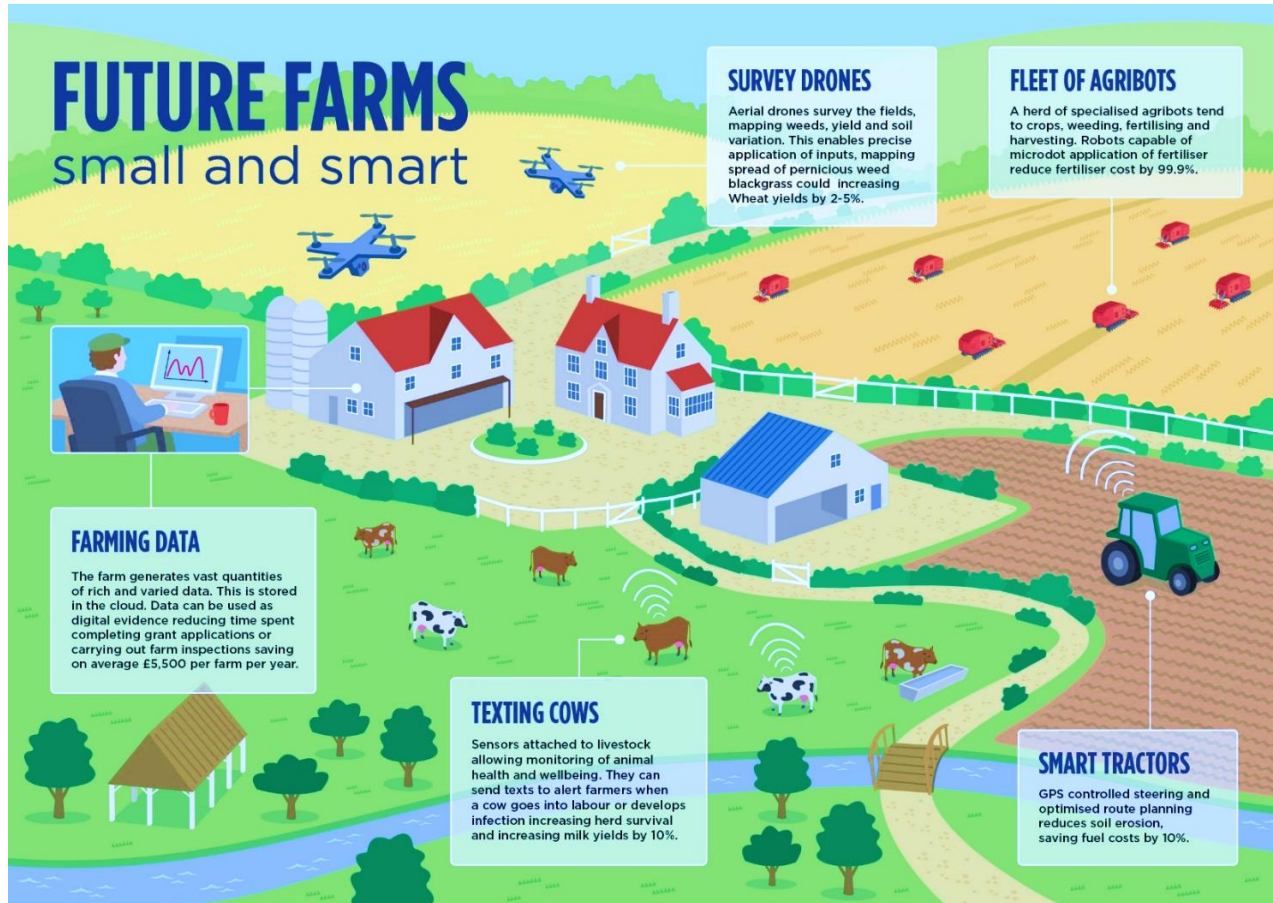 FUTURE FARMS
small and smart
SURVEY DRONES
Aerial drones survey the fields,
mapping weeds, yield and soil
variation. This enables precise
application of inputs, mapping
spread of pernicious weed
blackgrass could increasing
Wheat yields by 2-5%.
FLEET OF AGRIBOTS
A herd of specialised agribots tend
to crops, weeding, fertilising and
harvesting. Robots capable of
microdot application of fertiliser
reduce fertiliser cost by 99.9%.
FARMING DATA
The farm generates vast quantities
of rich and varied data. This is stored
in the cloud. Data can be used as
digital evidence reducing time spent
completing grant applications or
carrying out farm inspections saving
on average £5,500 per farm per year.
TEXTING COWS
Sensors attached to livestock
allowing monitoring of animal
health and wellbeing. They can
send texts to alert farmers when
a cow goes into labour or develops
infection increasing herd survival
and increasing milk yields by 10%.
SMART TRACTORS
GPS controlled steering and
optimised route planning
reduces soil erosion,
saving fuel costs by 10%.